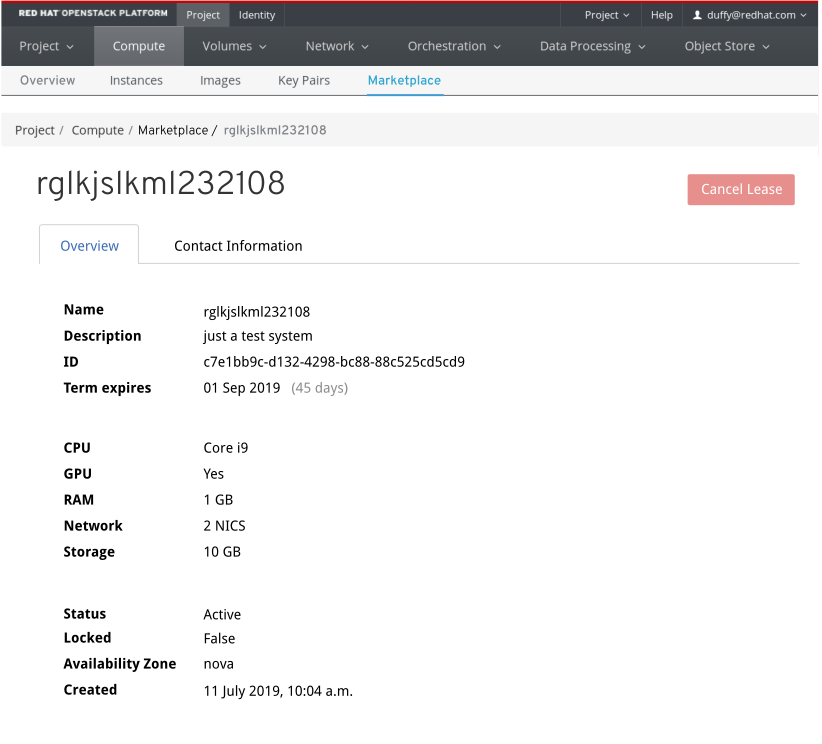 RED HAT OPENSTACK PLATFORM Project Identity Project Help duffy@redhat.com
Project Compute Volumes Network Orchestration Data Processing Object Store
Overview Instances Images Key Pairs Marketplace
Project / Compute / Marketplace / rglkjslkml232108
rglkjslkml232108
Cancel Lease
Overview Contact Information
Name rglkjslkml232108
Description just a test system
ID c7e1bb9c-d132-4298-bc88-88c525cd5cd9
Term expires 01 Sep 2019 (45 days)
CPU Core i9
GPU Yes
RAM 1 GB
Network 2 NICS
Storage 10 GB
Status Active
Locked False
Availability Zone nova
Created 11 July 2019, 10:04 a.m.